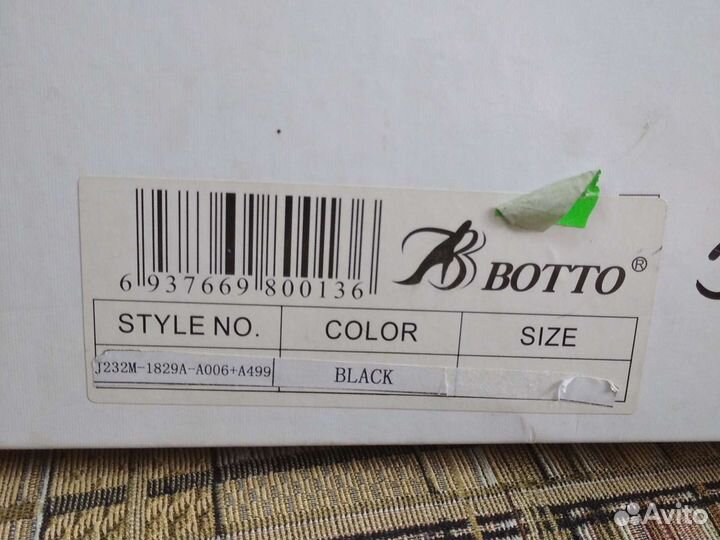 6 937669 800136
BOTTO®
STYLE NO. COLOR SIZE
J232M-1829A-A006+A499 BLACK
Avito